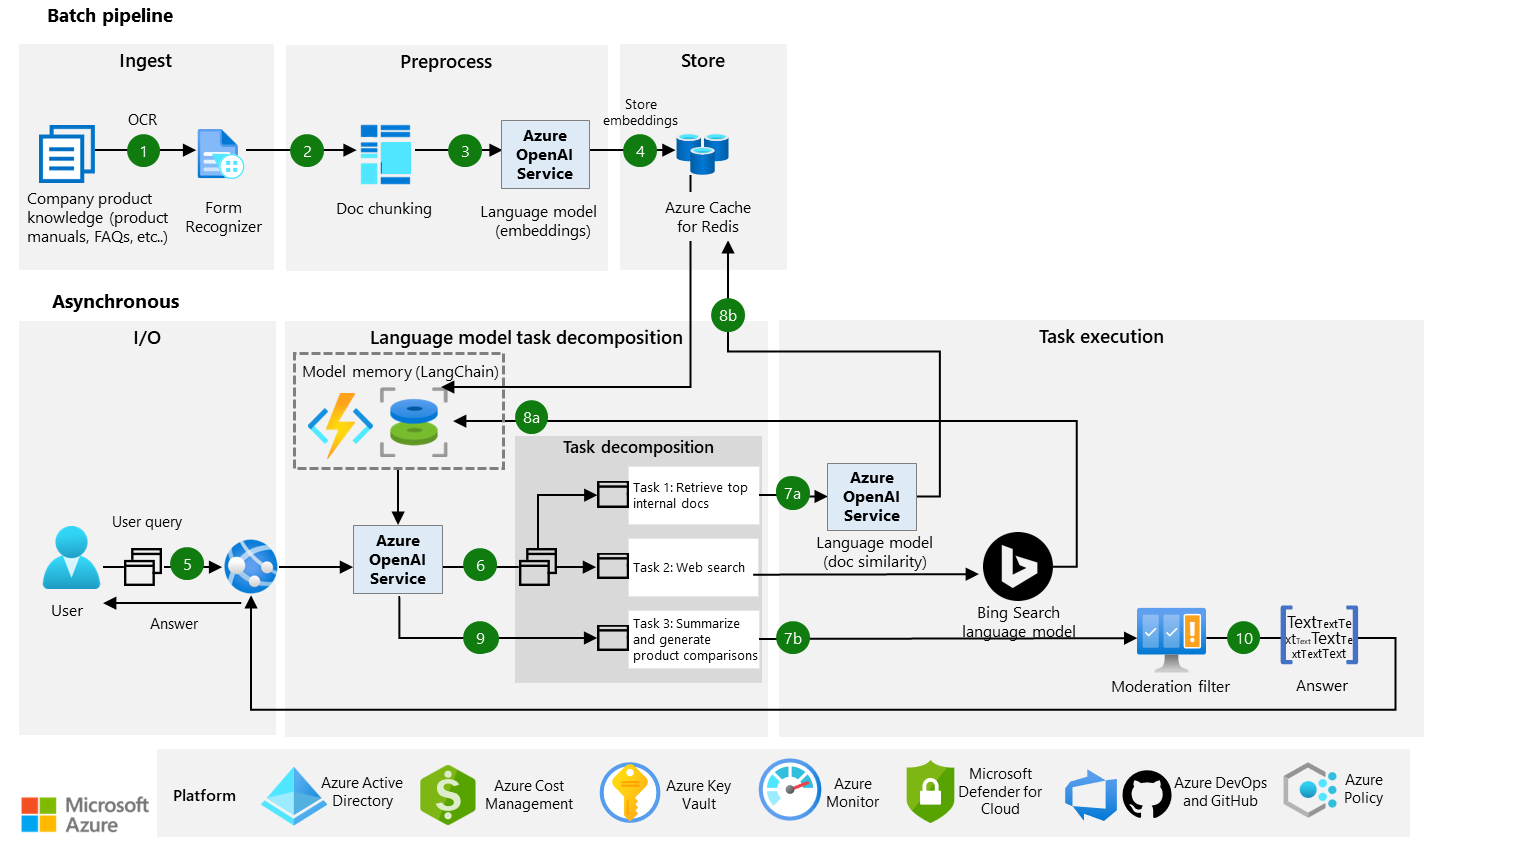 Batch pipeline
Ingest
Preprocess
Store
OCR
1
2
3
Azure
OpenAI
Service
Store
embeddings
4
Company product
knowledge (product
manuals, FAQs, etc..)
Form
Recognizer
Doc chunking
Language model
(embeddings)
Azure Cache
for Redis
Asynchronous
I/O
Language model task decomposition
8b
Task execution
Model memory (LangChain)
8a
Task decomposition
Task 1: Retrieve top
internal docs
7a
Azure
OpenAI
Service
Language model
(doc similarity)
User query
5
User
Answer
Azure
OpenAI
Service
6
Task 2: Web search
Bing Search
language model
9
Task 3: Summarize
and generate
product comparisons
7b
Moderation filter
10
TextTextTe
xtTextTextTe
xtTextText
Answer
Microsoft
Azure
Platform
Azure Active
Directory
Azure Cost
Management
Azure Key
Vault
Azure
Monitor
Microsoft
Defender for
Cloud
Azure DevOps
and GitHub
Azure
Policy